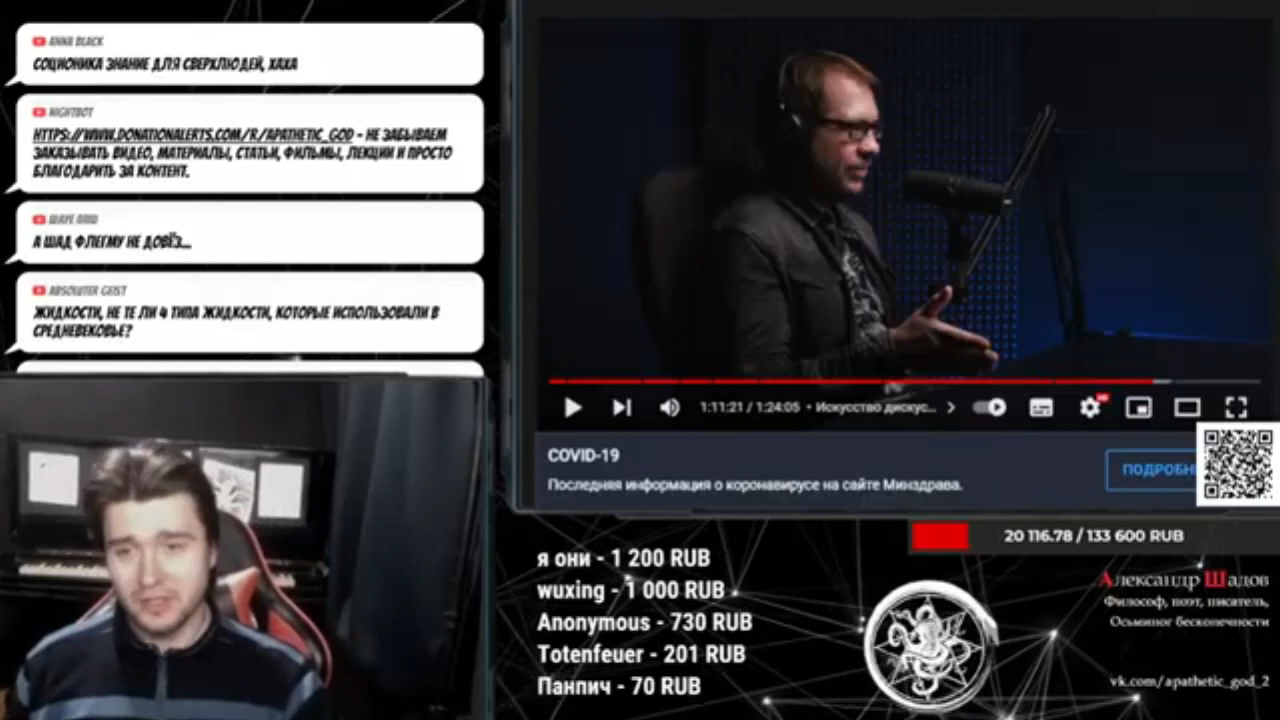 ANNA BLACK
СОЦИОНИКА ЗНАНИЕ ДЛЯ СВЕРХЛЮДЕЙ, ХАХА
NIGHTBOT
HTTPS://WWW.DONATIONALERTS.COM/R/APATHETIC_GOD - НЕ ЗАБЫВАЕМ
ЗАКАЗЫВАТЬ ВИДЕО, МАТЕРИАЛЫ, СТАТЬИ, ФИЛЬМЫ, ЛЕКЦИИ И ПРОСТО
БЛАГОДАРИТЬ ЗА КОНТЕНТ.
А ШАД ФЛЕГМУ НЕ ДОВЁЗ...
ABSOLUTER GEIST
ЖИДКОСТИ, НЕ ТЕ ЛИ 4 ТИПА ЖИДКОСТИ, КОТОРЫЕ ИСПОЛЬЗОВАЛИ В
СРЕДНЕВЕКОВЬЕ?
1:11:21 / 1:24:05 • Искусство дискус...
COVID-19
Последняя информация о коронавирусе на сайте Минздрава.
ПОДРОБН
20 116.78 / 133 600 RUB
я они - 1 200 RUB
wuxing - 1 000 RUB
Anonymous - 730 RUB
Totenfeuer - 201 RUB
Панпич - 70 RUB
Александр Шадов
Философ, поэт, писатель,
Осьминог бесконечности
vk.com/apathetic_god_2